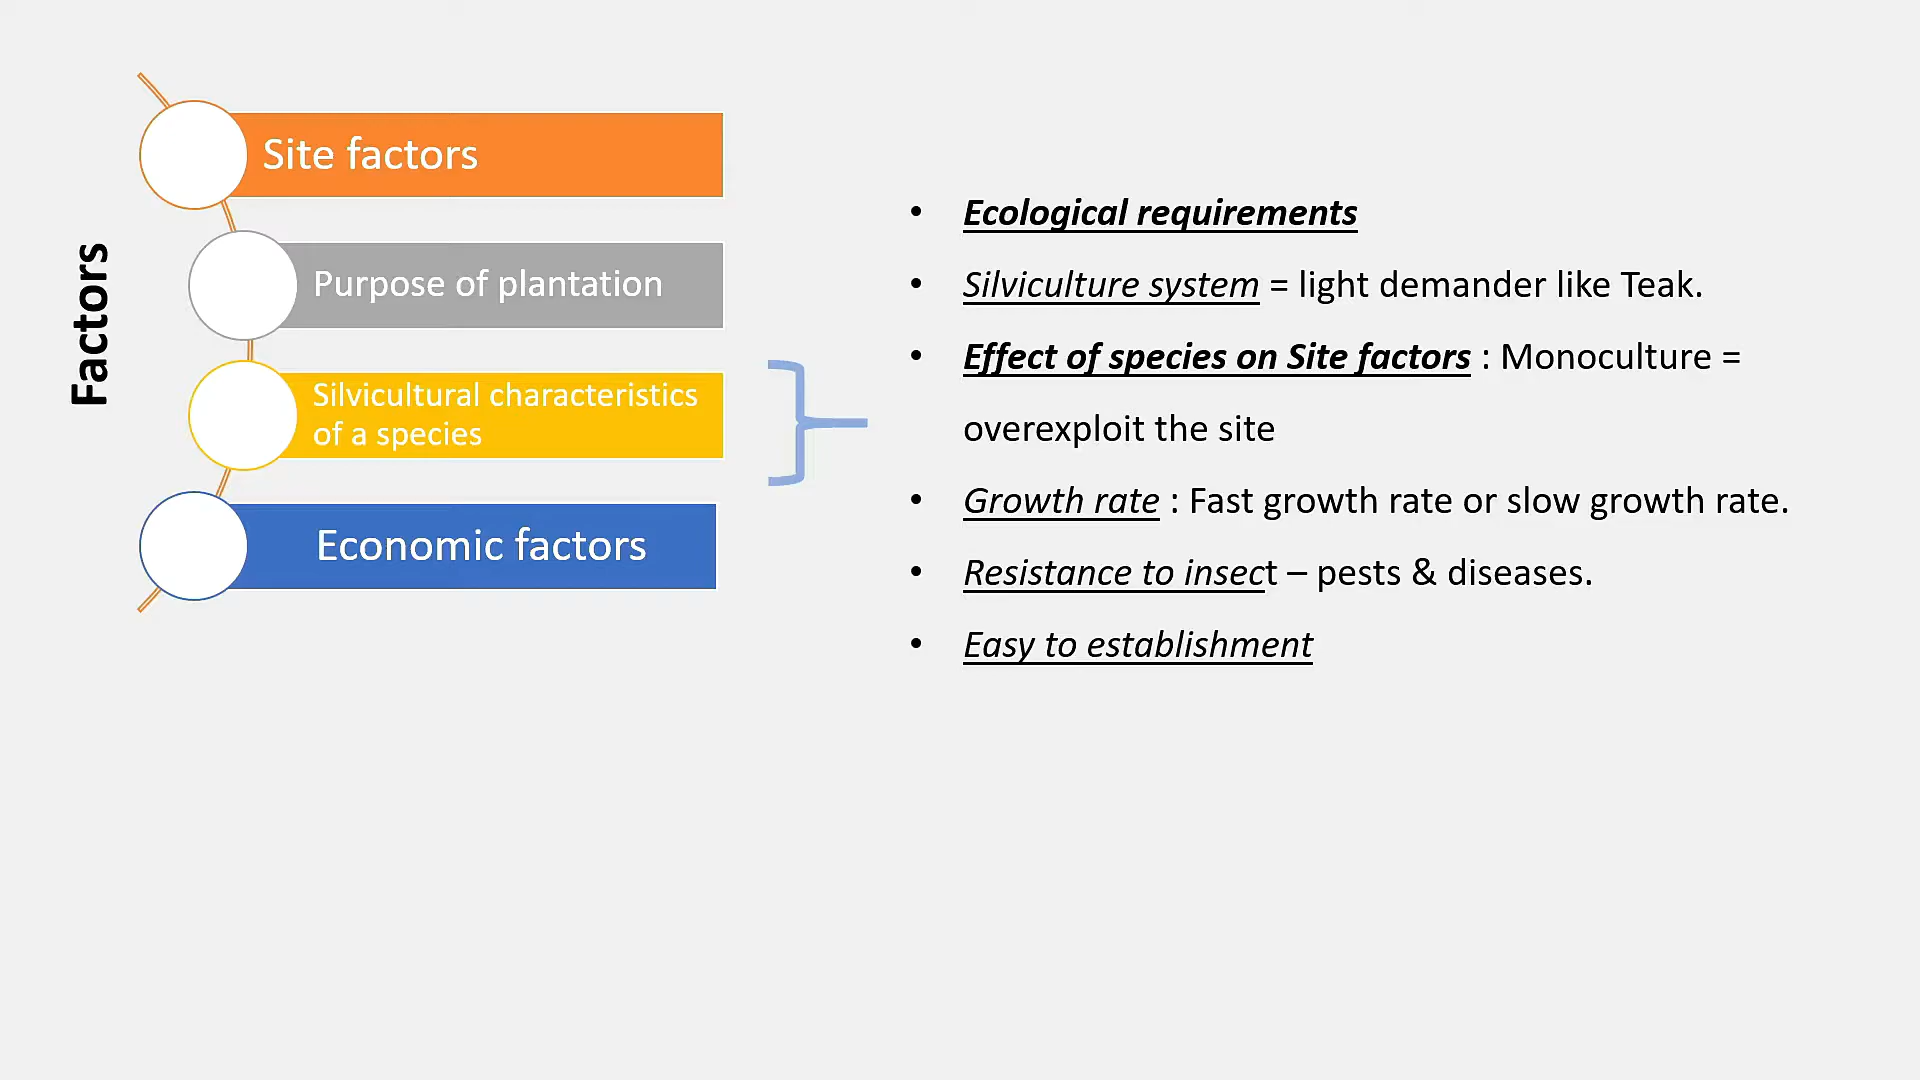 Factors
Site factors
Purpose of plantation
Silvicultural characteristics
of a species
Economic factors
• Ecological requirements
• Silviculture system = light demander like Teak.
• Effect of species on Site factors : Monoculture =
overexploit the site
• Growth rate : Fast growth rate or slow growth rate.
• Resistance to insect – pests & diseases.
• Easy to establishment